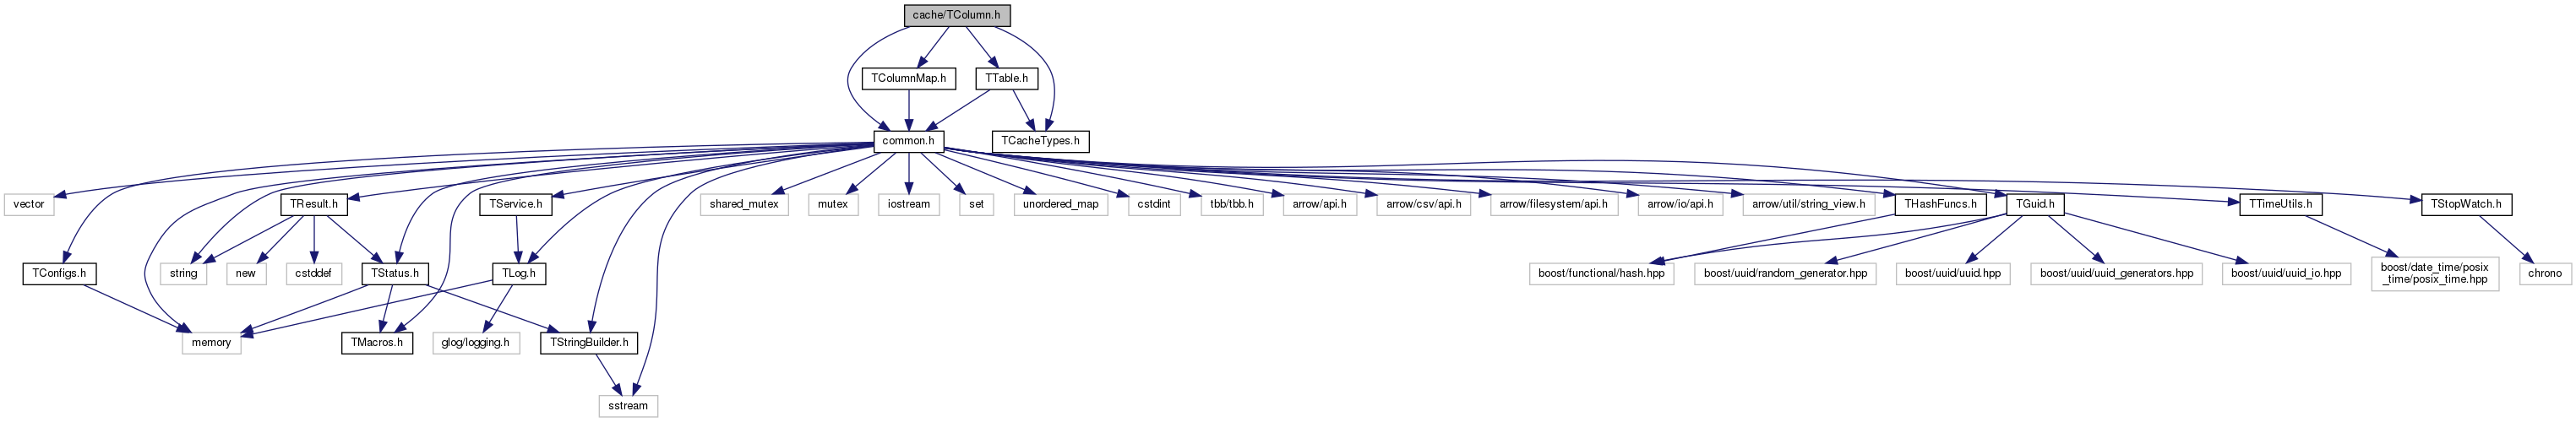 cache/TColumn.h
TColumnMap.h
TTable.h
common.h
TCacheTypes.h
vector
TResult.h
TService.h
shared_mutex
mutex
iostream
set
unordered_map
cstdint
tbb/tbb.h
arrow/api.h
arrow/csv/api.h
arrow/filesystem/api.h
arrow/io/api.h
arrow/util/string_view.h
THashFuncs.h
TGuid.h
TTimeUtils.h
TStopWatch.h
TConfigs.h
string
new
cstddef
TStatus.h
TLog.h
boost/functional/hash.hpp
boost/uuid/random_generator.hpp
boost/uuid/uuid.hpp
boost/uuid/uuid_generators.hpp
boost/uuid/uuid_io.hpp
boost/date_time/posix
_time/posix_time.hpp
chrono
memory
TMacros.h
glog/logging.h
TStringBuilder.h
sstream